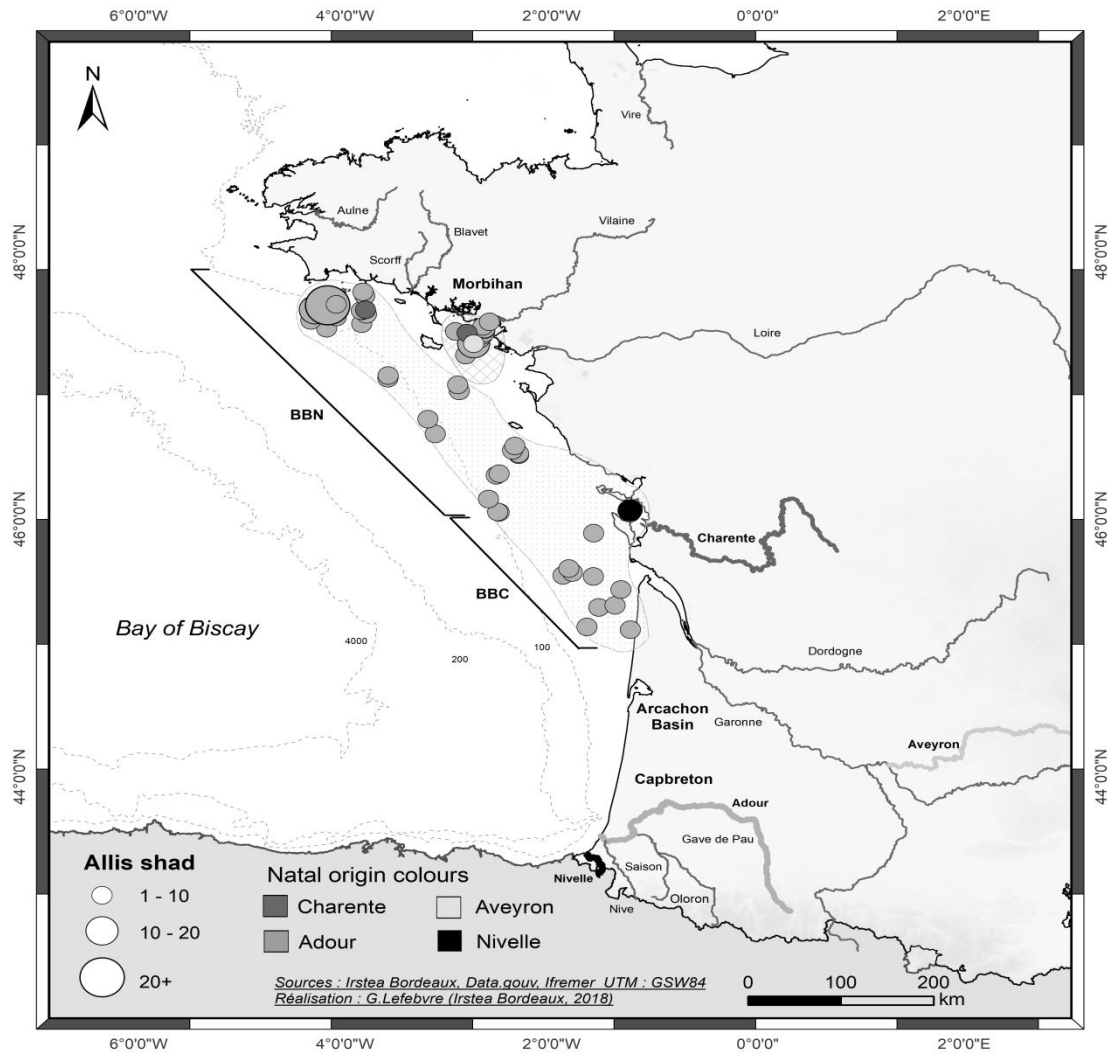 6°0'0"W 4°0'0"W 2°0'0"W 0°0'0" 2°0'0"E
N
Vire
Aulne
Blavet
Vilaine
48°0'0"N
48°0'0"N
Scorff
Morbihan
Loire
BBN
46°0'0"N
46°0'0"N
Charente
BBC
Bay of Biscay
4000
200
100
Dordogne
Arcachon
Basin
Garonne
Aveyron
44°0'0"N
44°0'0"N
Capbreton
Adour
Gave de Pau
Saison
Nivelle
Oloron
Nive
Allis shad
1 - 10
10 - 20
20+
Natal origin colours
Charente
Aveyron
Adour
Nivelle
Sources : Irstea Bordeaux, Data.gouv, Ifremer UTM : GSW84
Réalisation : G.Lefebvre (Irstea Bordeaux, 2018)
0 100 200
km
6°0'0"W 4°0'0"W 2°0'0"W 0°0'0" 2°0'0"E